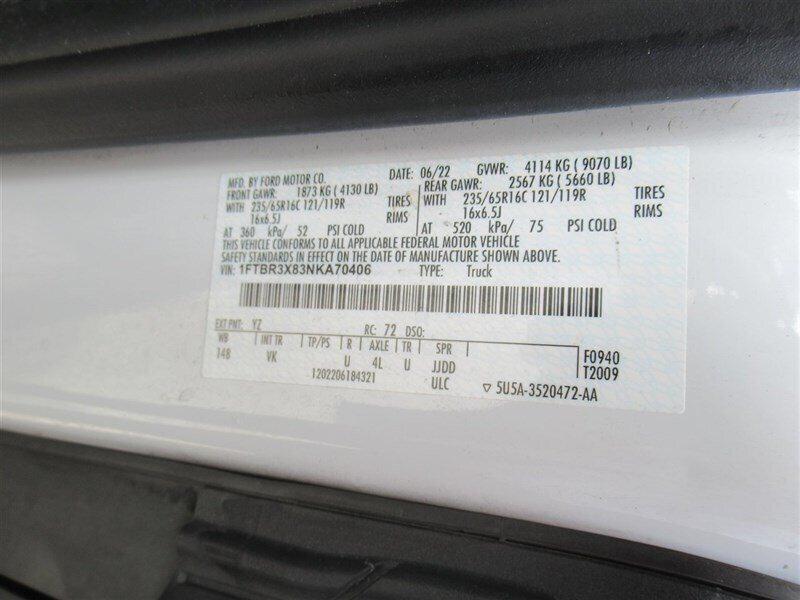 MFD. BY FORD MOTOR CO. DATE: 06/22 GVWR: 4114 KG ( 9070 LB)
FRONT GAWR: 1873 KG ( 4130 LB) REAR GAWR: 2567 KG ( 5660 LB)
WITH 235/65R16C 121/119R TIRES WITH 235/65R16C 121/119R TIRES
16x6.5J RIMS 16x6.5J RIMS
AT 360 kPa/ 52 PSI COLD AT 520 kPa/ 75 PSI COLD
THIS VEHICLE CONFORMS TO ALL APPLICABLE FEDERAL MOTOR VEHICLE
SAFETY STANDARDS IN EFFECT ON THE DATE OF MANUFACTURE SHOWN ABOVE.
VIN: 1FTBR3X83NKA70406 TYPE: Truck
EXT PNT: YZ RC: 72 DSO:
WB INT TR TP/PS R AXLE TR SPR F0940
148 VK U 4L U JJDD T2009
1202206184321 ULC ▽ 5U5A-3520472-AA